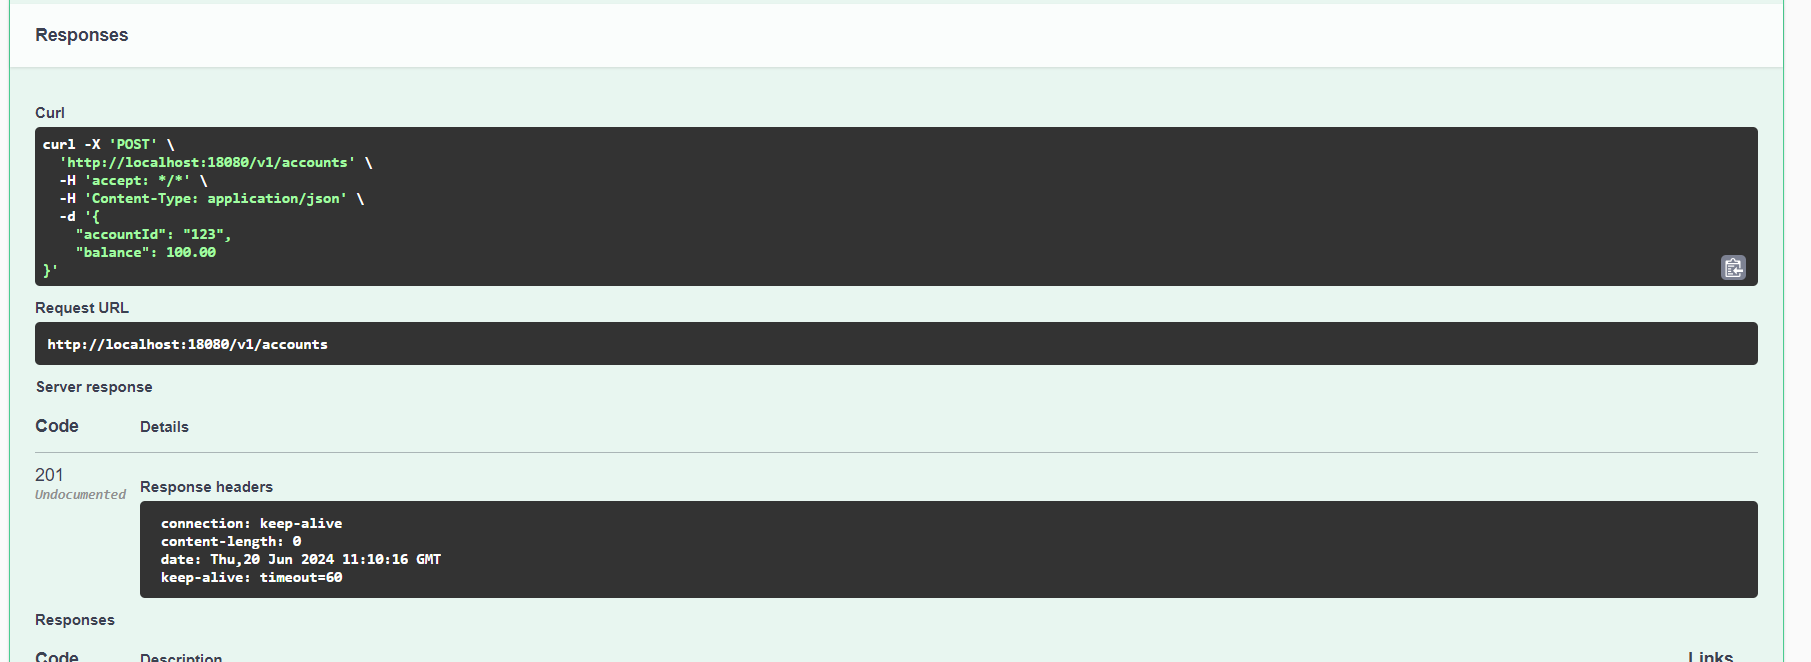 Responses
Curl
curl -X 'POST' \
  'http://localhost:18080/v1/accounts' \
  -H 'accept: */*' \
  -H 'Content-Type: application/json' \
  -d '{
    "accountId": "123",
    "balance": 100.00
}'
Request URL
http://localhost:18080/v1/accounts
Server response
Code Details
201
Undocumented
Response headers
connection: keep-alive
content-length: 0
date: Thu,20 Jun 2024 11:10:16 GMT
keep-alive: timeout=60
Responses
Code Description Links